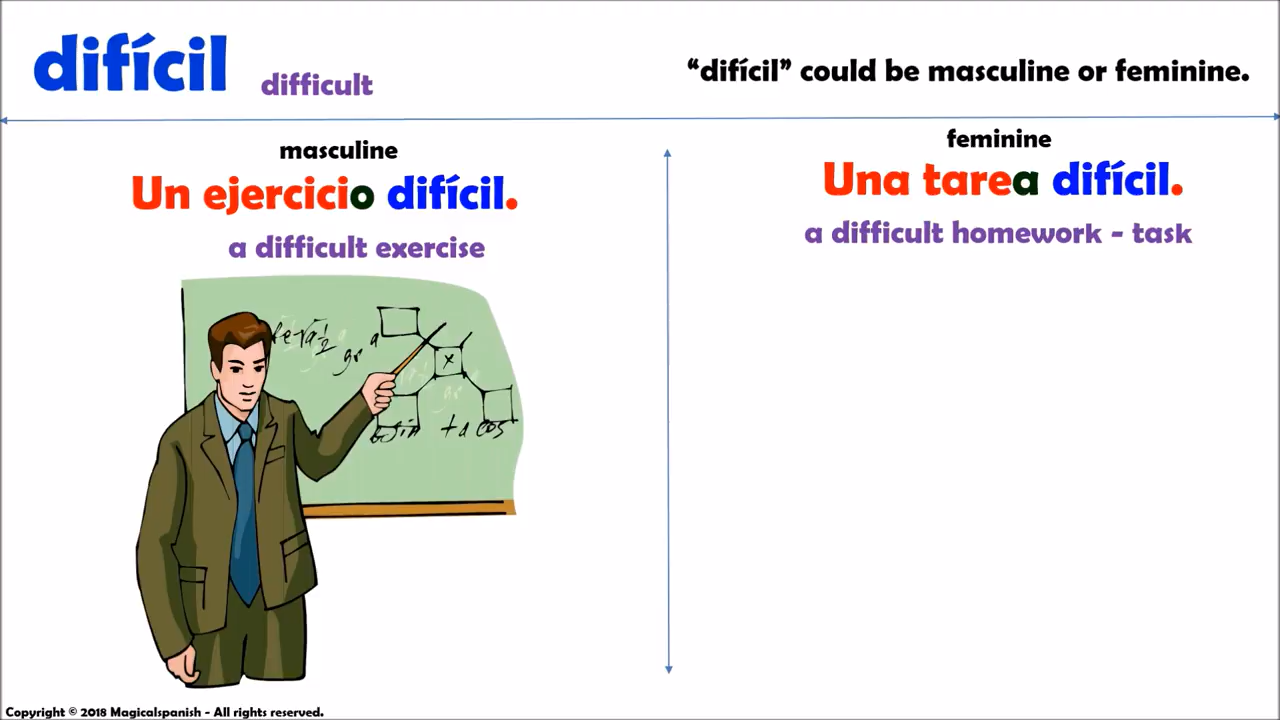 difícil difficult
“difícil” could be masculine or feminine.
masculine
Un ejercicio difícil.
a difficult exercise
feminine
Una tarea difícil.
a difficult homework - task
x
+a cos
Copyright © 2018 Magicalspanish - All rights reserved.